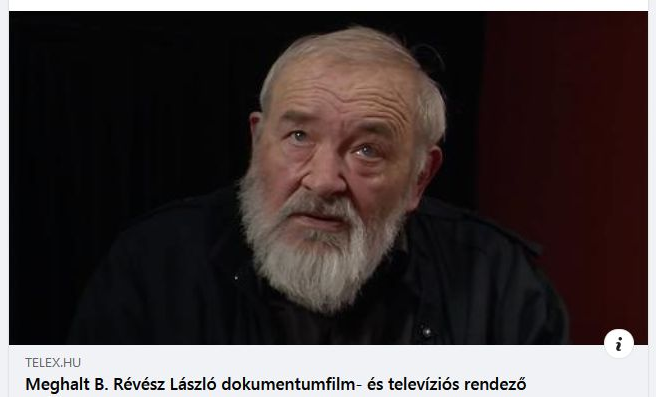 TELEX.HU
Meghalt B. Révész László dokumentumfilm- és televíziós rendező